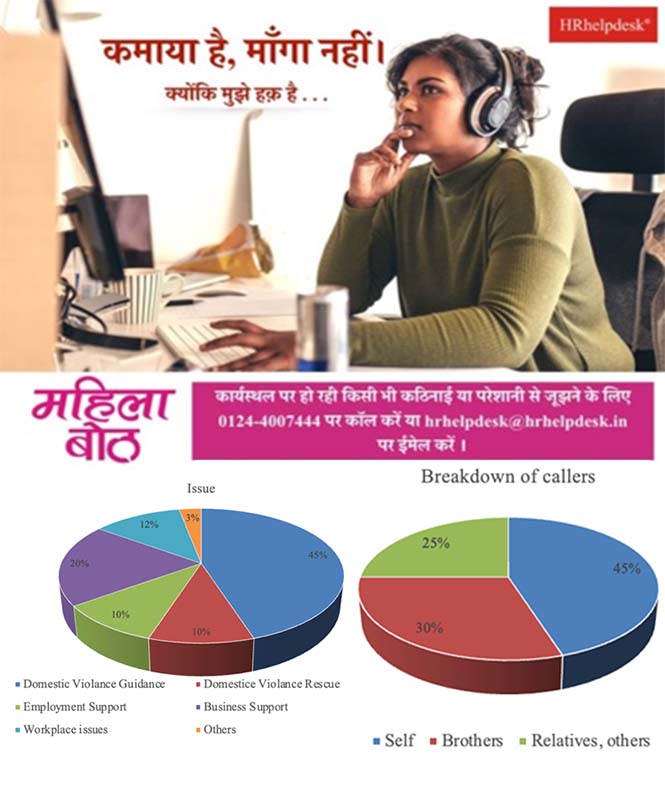 HRhelpdesk®
कमाया है, माँगा नहीं।
क्योंकि मुझे हक़ है . . .
महिला
बोठ
कार्यस्थल पर हो रही किसी भी कठिनाई या परेशानी से जूझने के लिए
0124-4007444 पर कॉल करें या hrhelpdesk@hrhelpdesk.in
पर ईमेल करें ।
Issue
3%
12%
45%
20%
10%
10%
Domestic Violance Guidance
Domestice Violance Rescue
Employment Support
Business Support
Workplace issues
Others
Breakdown of callers
25%
45%
30%
Self
Brothers
Relatives, others